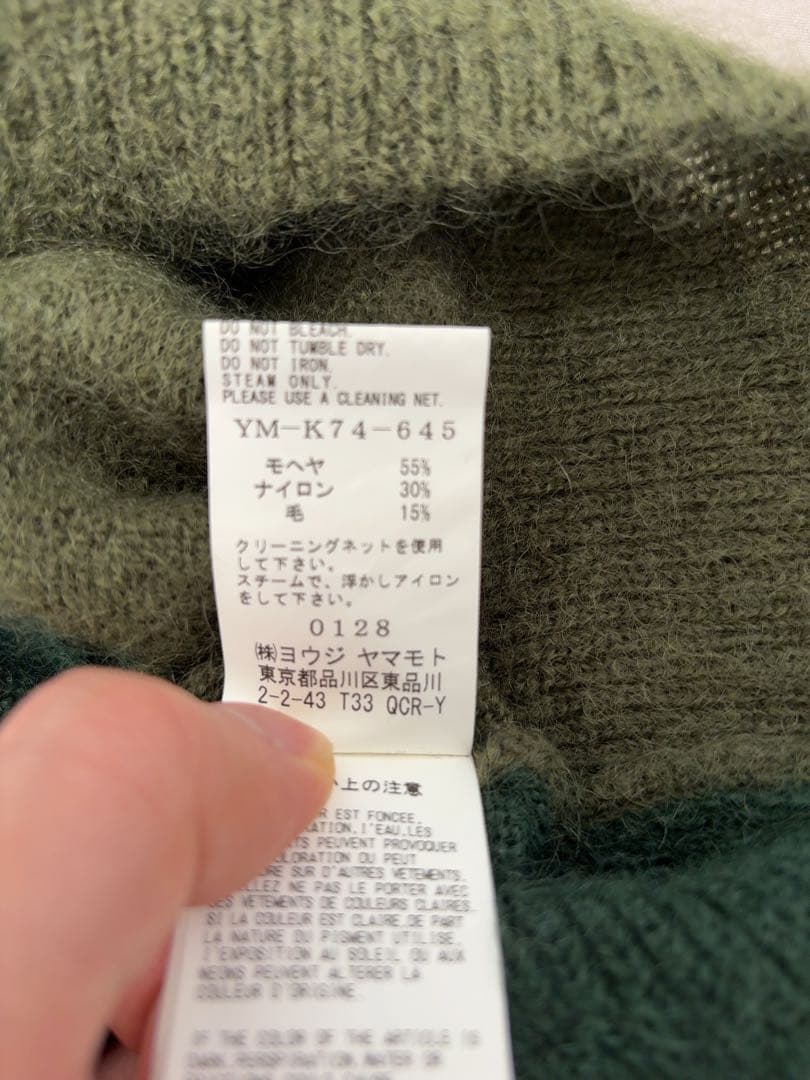 DO NOT BLEACH.
DO NOT TUMBLE DRY.
DO NOT IRON.
STEAM ONLY.
PLEASE USE A CLEANING NET.
YM-K74-645
モヘヤ 55%
ナイロン 30%
毛 15%
クリーニングネットを使用
して下さい。
スチームで、浮かしアイロン
をして下さい。
0128
㈱ヨウジ ヤマモト
東京都品川区東品川
2-2-43 T33 QCR-Y
上の注意
EST FONCEE,
L'EAU,LES
PEUVENT PROVOQUER
OU PEUT
SUR D'AUTRES VETEMENTS.
NE PAS LE PORTER AVEC
DES VETEMENTS DE COULEURS CLAIRES.
SI LA COULEUR EST CLAIRE,DE PART
LA NATURE DU PIGMENT UTILISE,
L'EXPOSITION AU SOLEIL OU AUX
NEONS PEUVENT ALTERER LA
COULEUR D'ORIGINE.
IF THE COLOR OF THE ARTICLE IS
DARK,PERSPIRATION,WATER OR